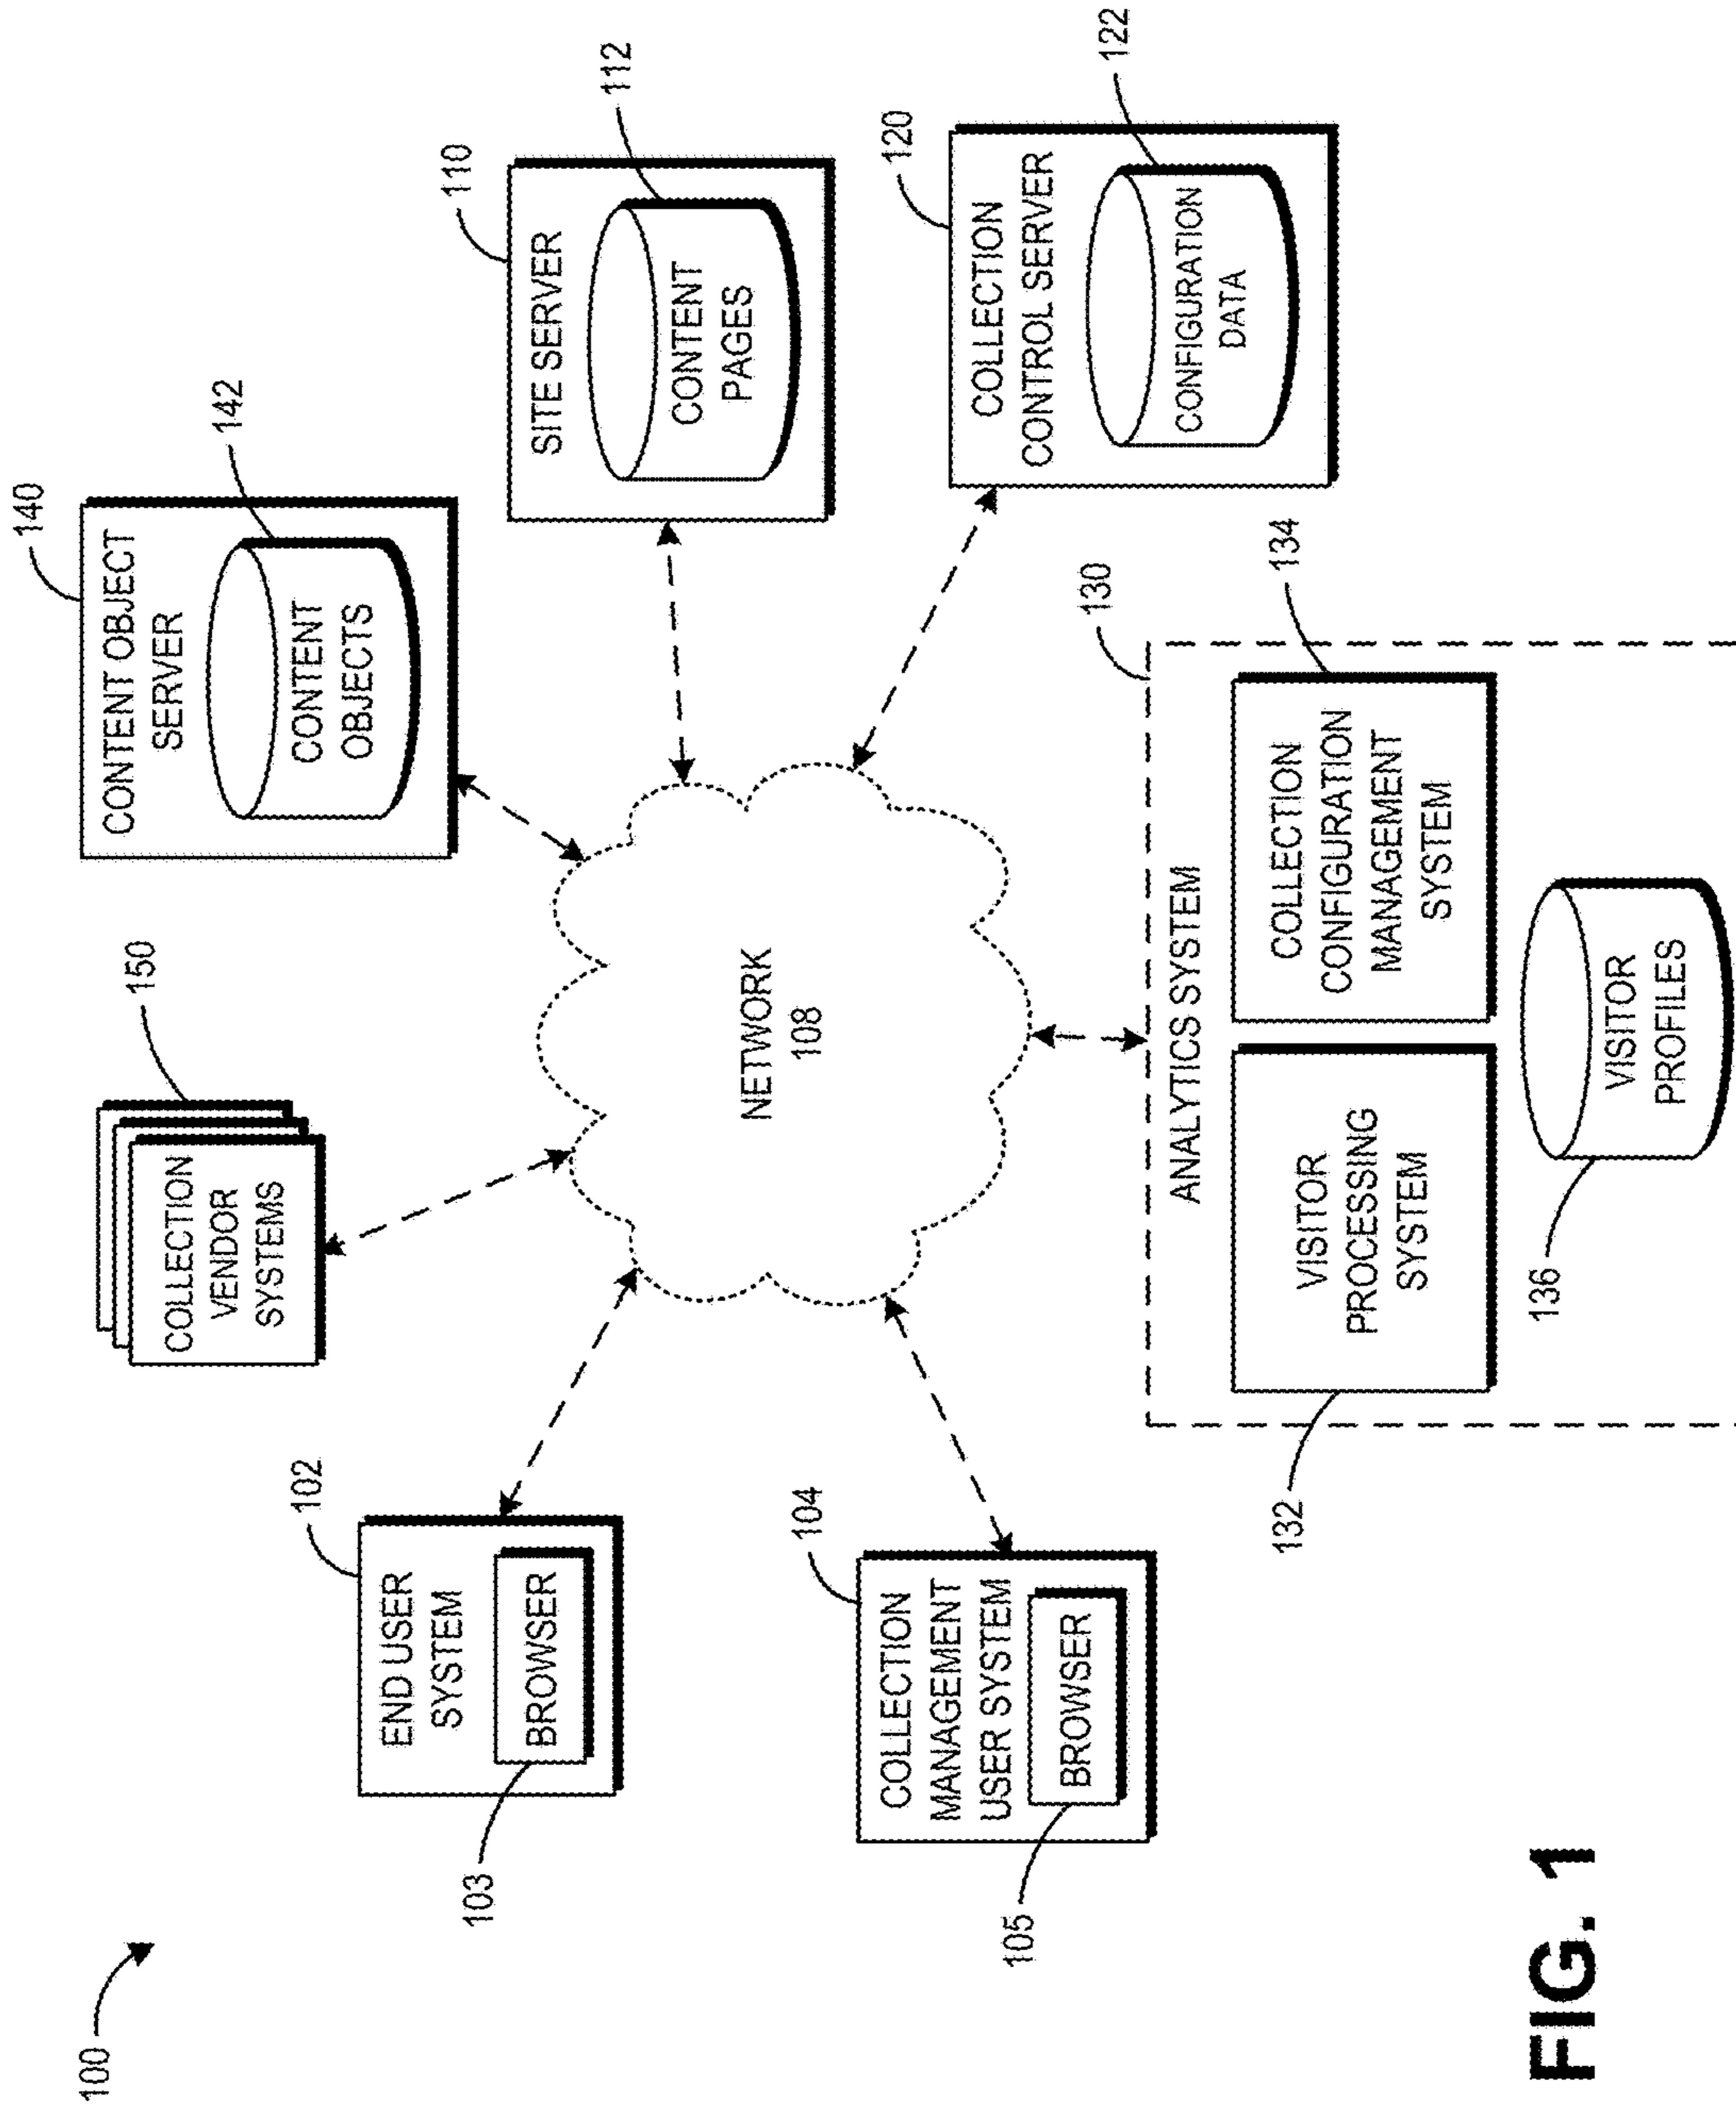 100
102
END USER
SYSTEM
BROWSER
103
150
COLLECTION
VENDOR
SYSTEMS
140
CONTENT OBJECT
SERVER
142
CONTENT
OBJECTS
110
SITE SERVER
112
CONTENT
PAGES
104
COLLECTION
MANAGEMENT
USER SYSTEM
BROWSER
105
NETWORK
108
120
COLLECTION
CONTROL SERVER
CONFIGURATION
DATA
122
130
ANALYTICS SYSTEM
132
VISITOR
PROCESSING
SYSTEM
134
COLLECTION
CONFIGURATION
MANAGEMENT
SYSTEM
136
VISITOR
PROFILES
FIG. 1